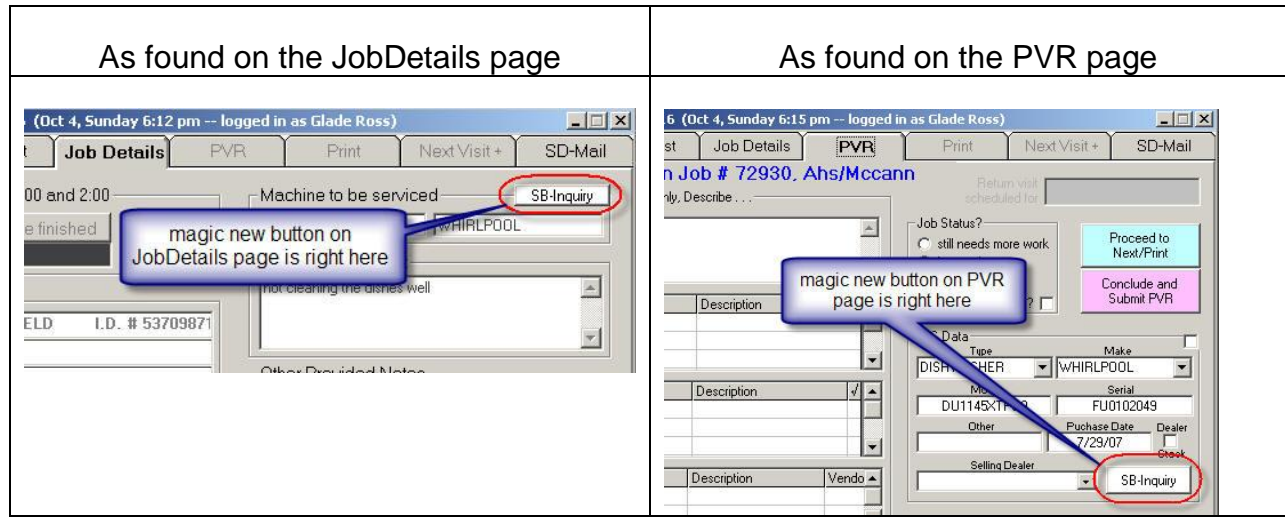 As found on the JobDetails page
As found on the PVR page
(Oct 4, Sunday 6:12 pm -- logged in as Glade Ross)
Job Details
PVR
Print
Next Visit +
SD-Mail
00 and 2:00
Machine to be serviced
SB-Inquiry
e finished
WHIRLPOOL
magic new button on
JobDetails page is right here
not cleaning the dishes well
ELD I.D. # 53709871
Other Provided Notes
.6 (Oct 4, Sunday 6:15 pm -- logged in as Glade Ross)
st
Job Details
PVR
Print
Next Visit +
SD-Mail
n Job # 72930, Ahs/Mccann
Return visit
scheduled for
nly, Describe . . .
Job Status?
still needs more work
Proceed to
Next/Print
magic new button on PVR
page is right here
? 
Conclude and
Submit PVR
Description
Data
Type
Make
WHIRLPOOL
Description √
Serial
FU0102049
Other
Puchase Date
Dealer
7/29/07
Stock
Selling Dealer
SB-Inquiry
Description
Vendo